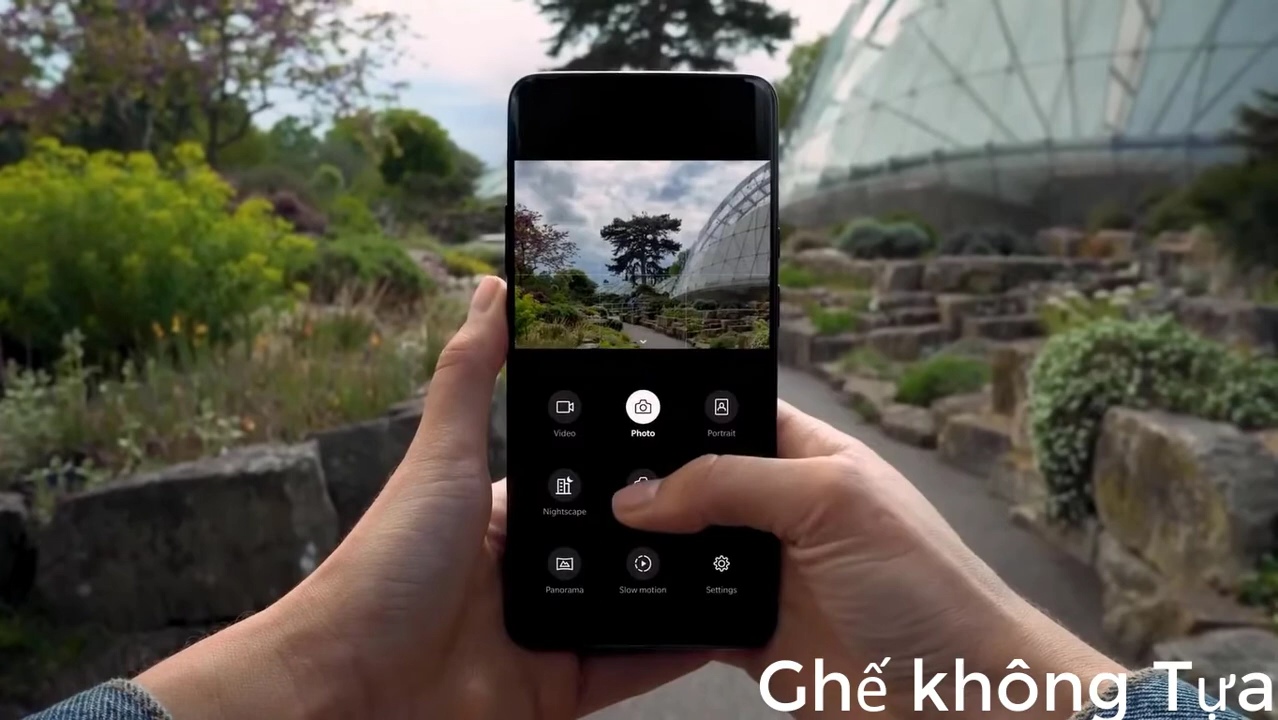 Video
Photo
Portrait
Nightscape
Panorama
Slow motion
Settings
Ghế không Tựa